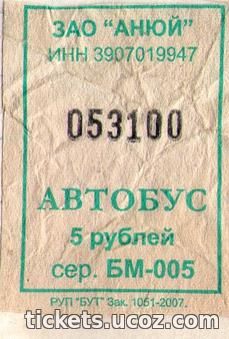 ЗАО "АНЮЙ"
ИНН 3907019947
053100
АВТОБУС
5 рублей
сер. БМ-005
РУП "БУТ" Зак. 1051-2007.
tickets.ucoz.com